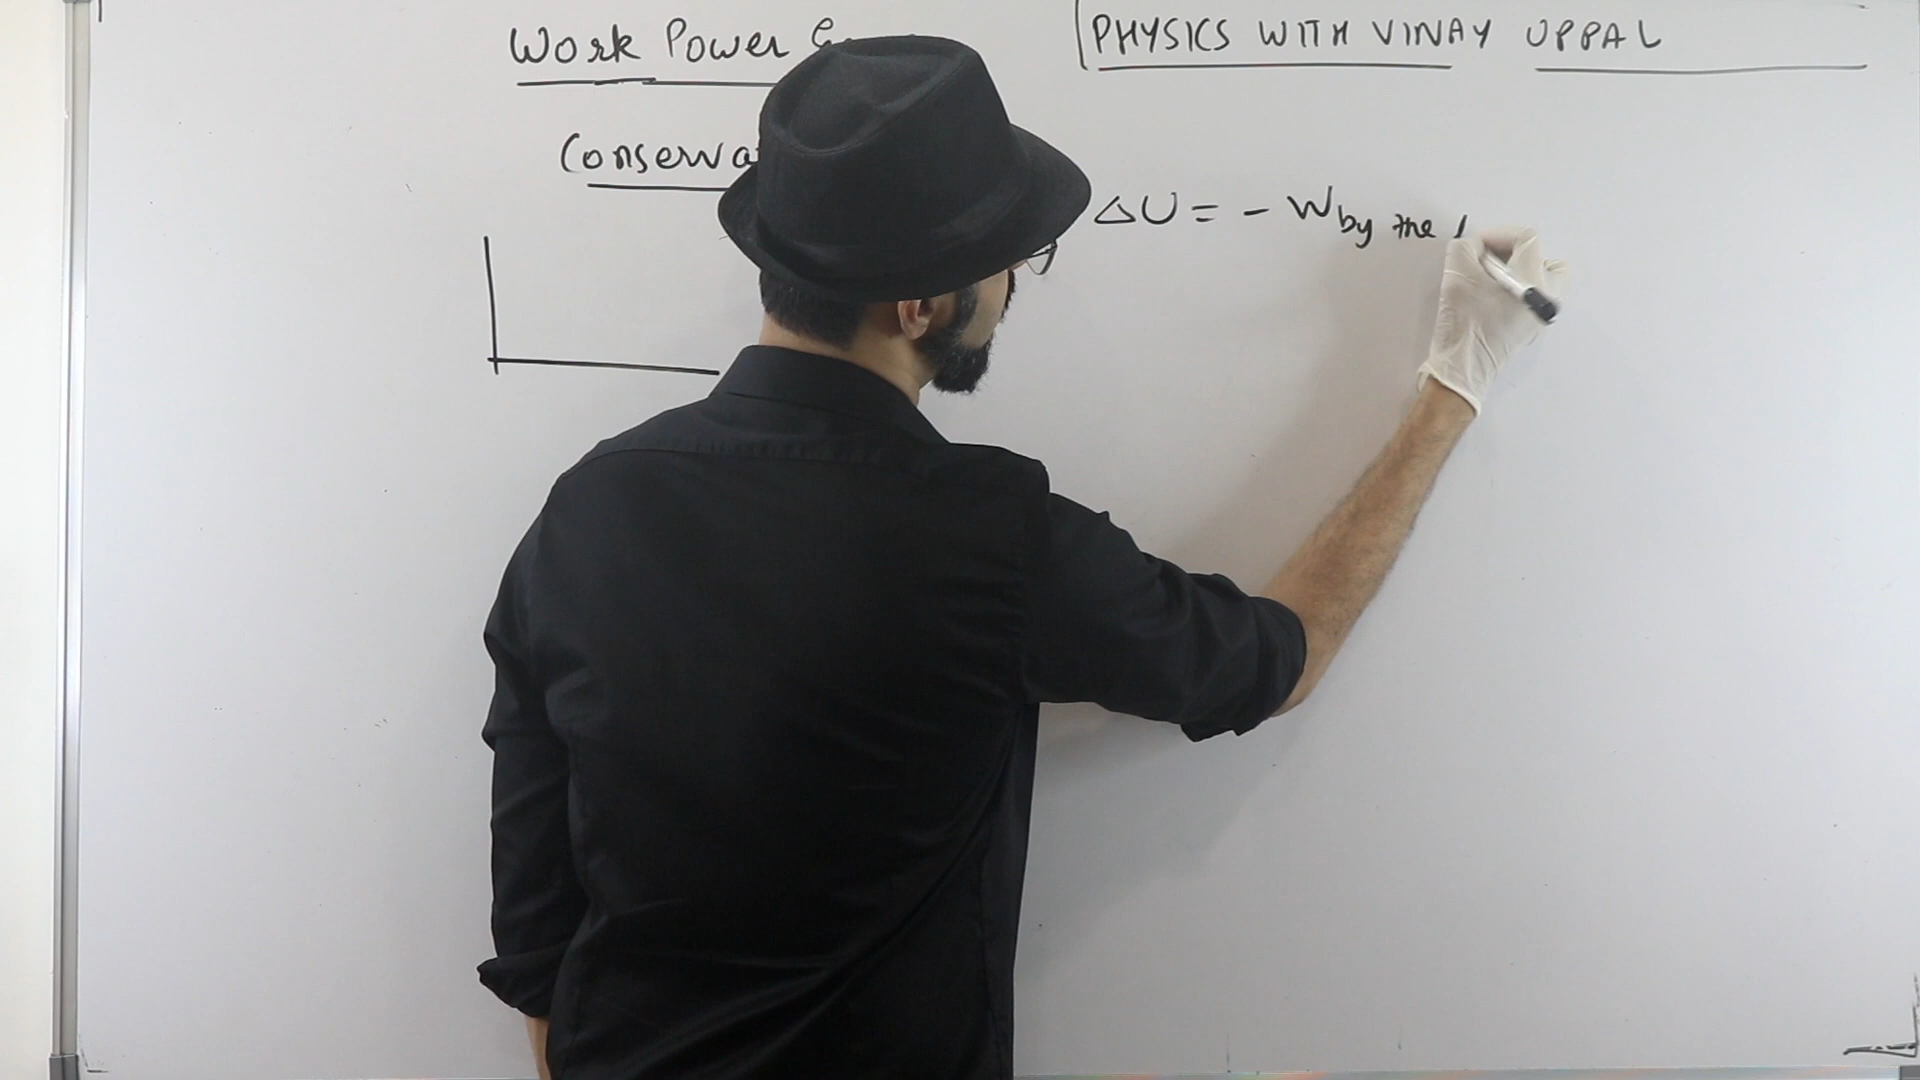 Work Power
PHYSICS WITH VINAY UPPAL
Conserva
ΔU = - W by the